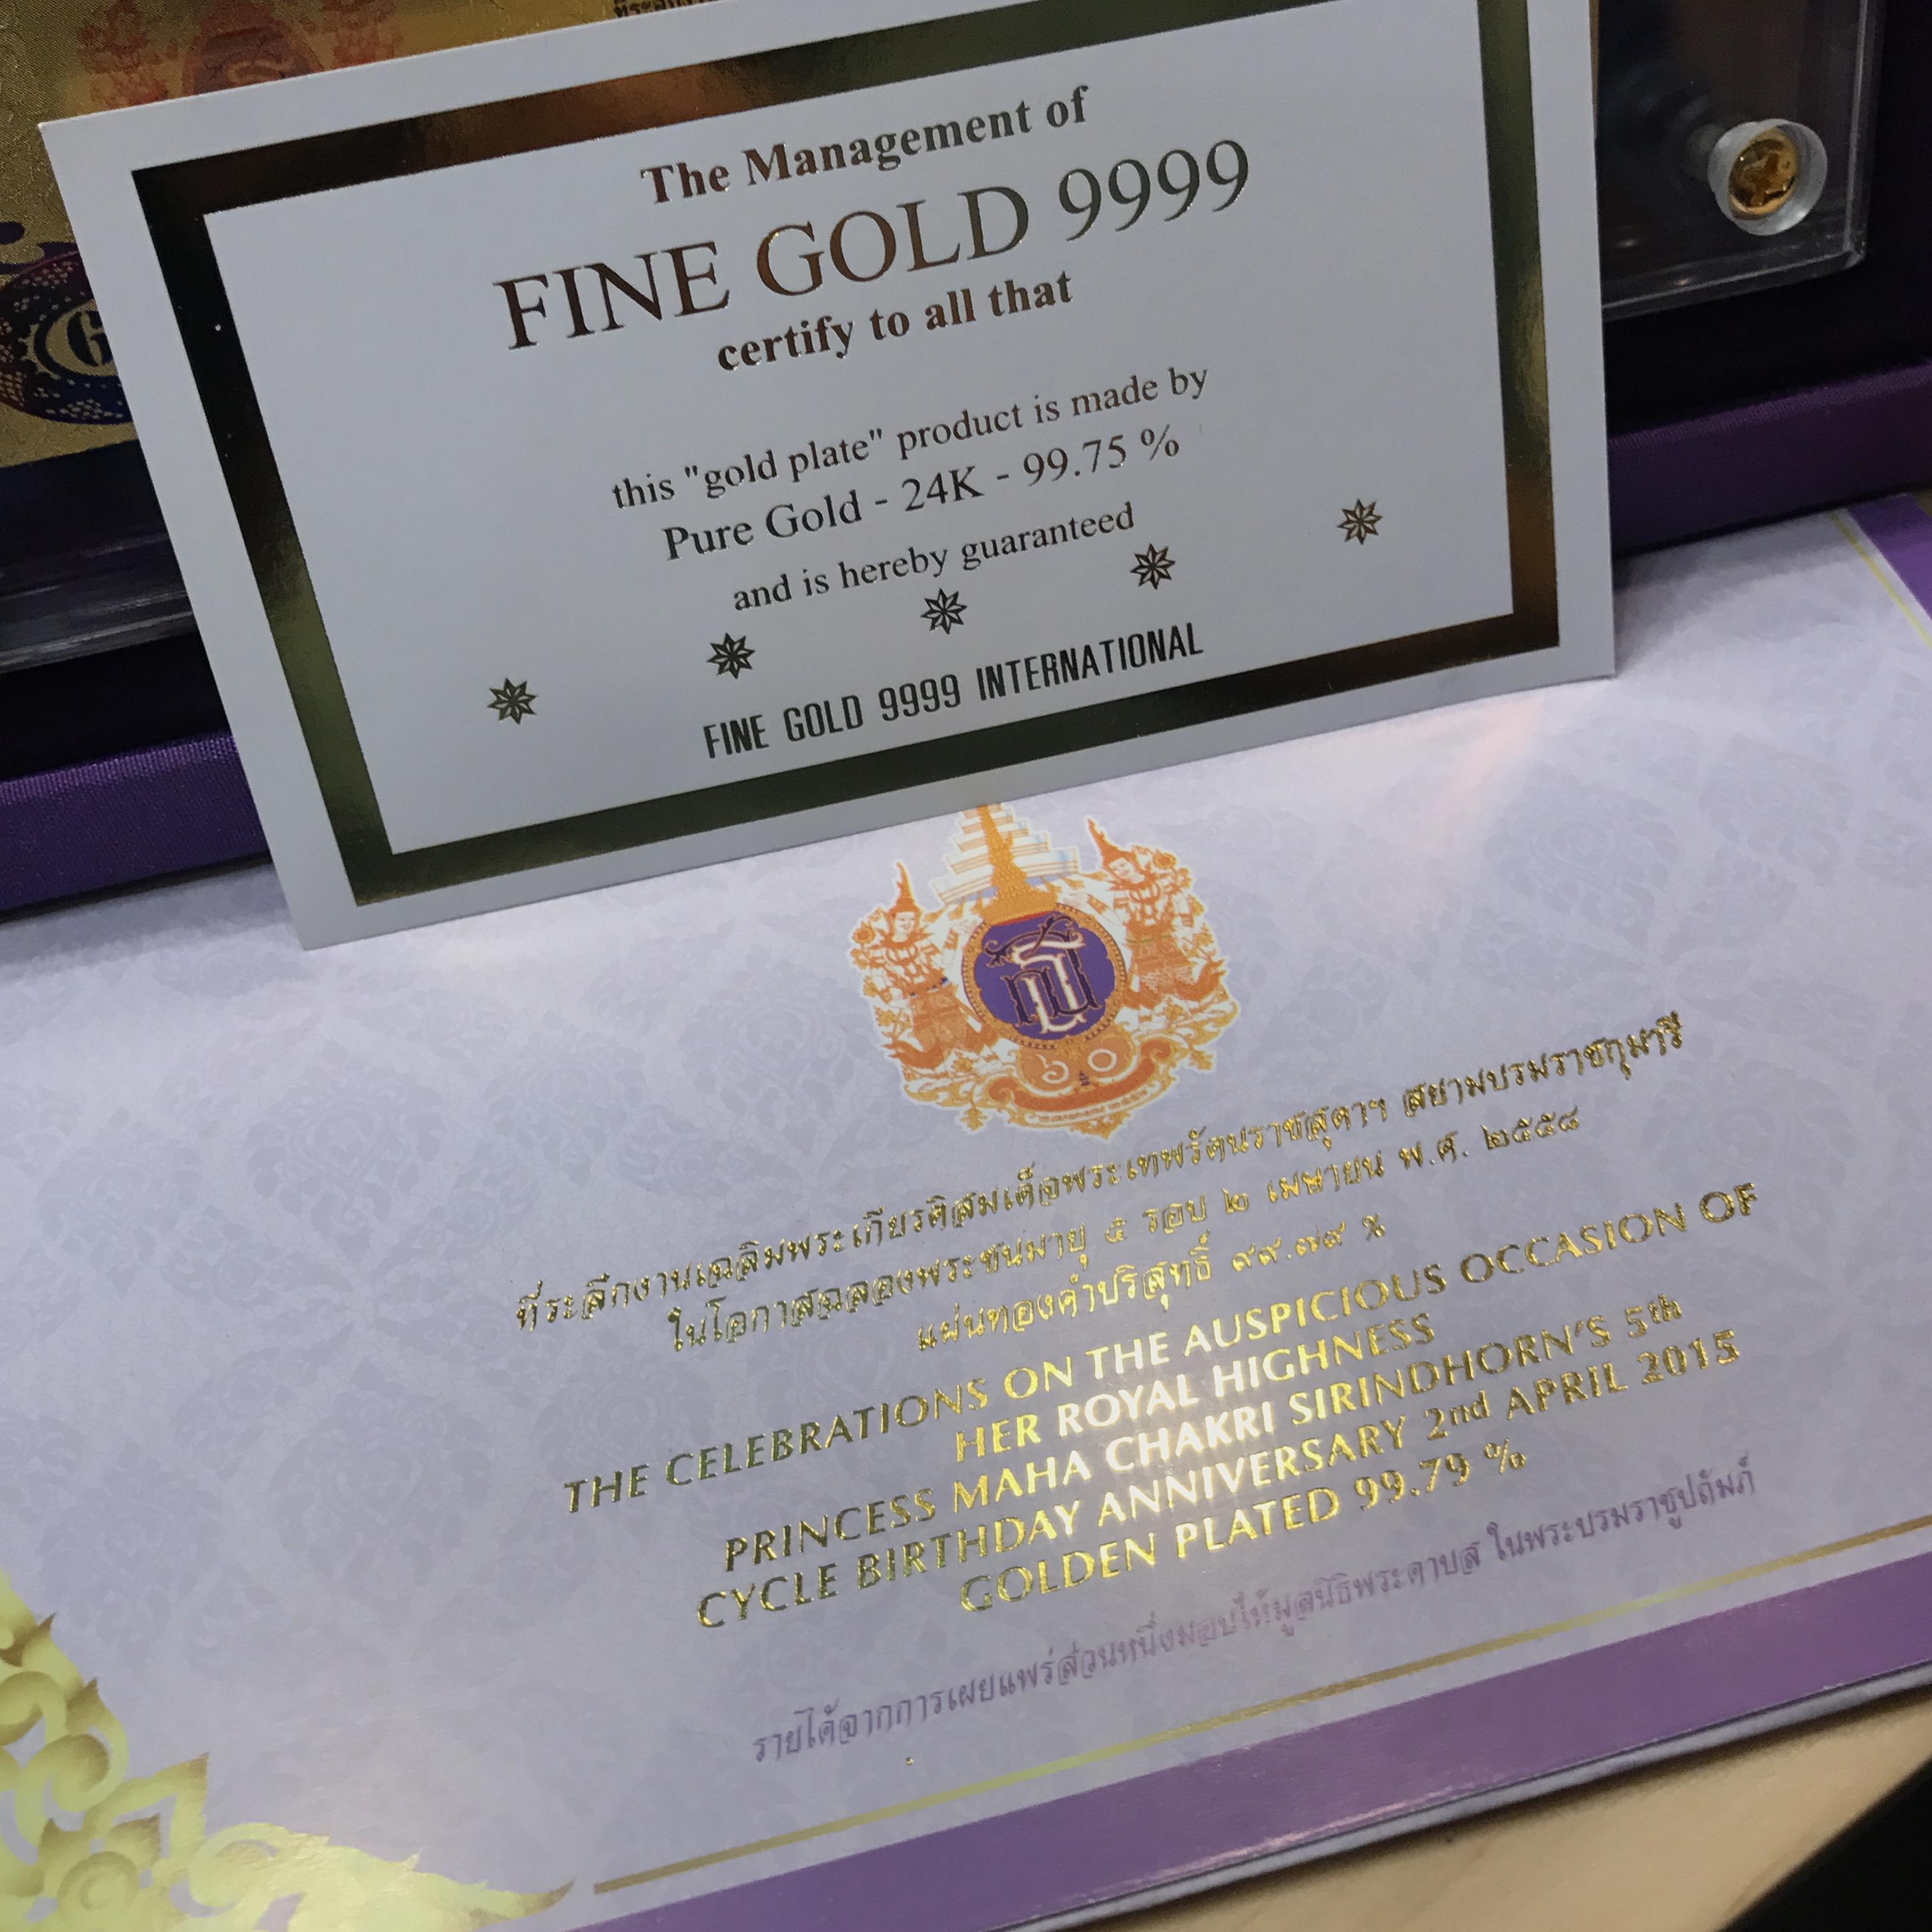 The Management of
FINE GOLD 9999
certify to all that
this "gold plate" product is made by
Pure Gold - 24K - 99.75 %
and is hereby guaranteed
FINE GOLD 9999 INTERNATIONAL
๖๐
ที่ระลึกงานเฉลิมพระเกียรติสมเด็จพระเทพรัตนราชสุดาฯ สยามบรมราชกุมารี
ในโอกาสฉลองพระชนมายุ ๕ รอบ ๒ เมษายน พ.ศ. ๒๕๕๘
แผ่นทองคำบริสุทธิ์ ๙๙.๗๙ %
THE CELEBRATIONS ON THE AUSPICIOUS OCCASION OF
HER ROYAL HIGHNESS
PRINCESS MAHA CHAKRI SIRINDHORN'S 5th
CYCLE BIRTHDAY ANNIVERSARY 2nd APRIL 2015
GOLDEN PLATED 99.79 %
รายได้จากการเผยแพร่ส่วนหนึ่งมอบให้มูลนิธิพระดาบส ในพระบรมราชูปถัมภ์